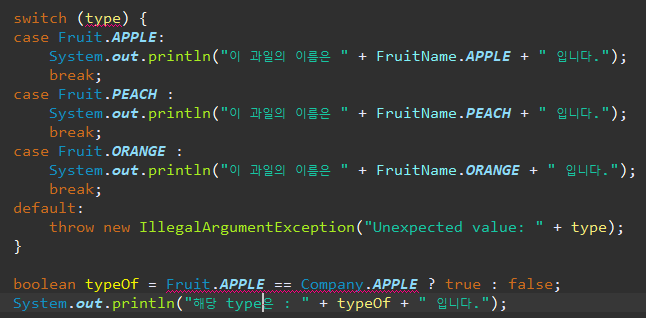 switch (type) {
case Fruit.APPLE:
System.out.println("이 과일의 이름은 " + FruitName.APPLE + " 입니다.");
break;
case Fruit.PEACH :
System.out.println("이 과일의 이름은 " + FruitName.PEACH + " 입니다.");
break;
case Fruit.ORANGE :
System.out.println("이 과일의 이름은 " + FruitName.ORANGE + " 입니다.");
break;
default:
throw new IllegalArgumentException("Unexpected value: " + type);
}
boolean typeOf = Fruit.APPLE == Company.APPLE ? true : false;
System.out.println("해당 type은 : " + typeOf + " 입니다.");